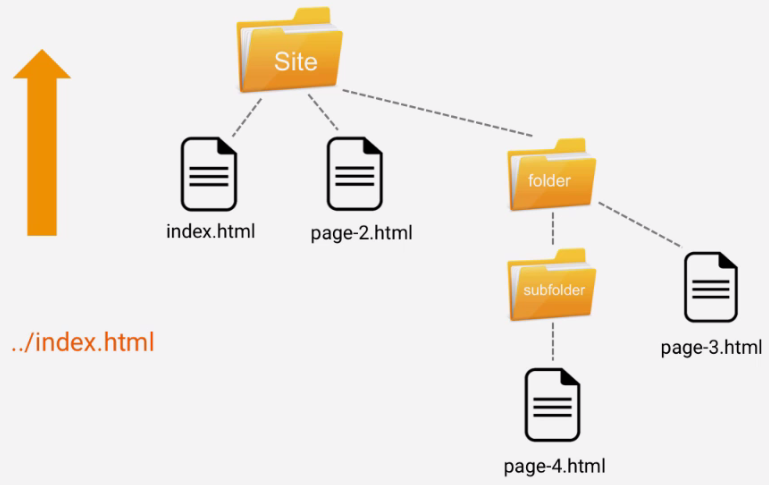 Site
folder
index.html
page-2.html
subfolder
../index.html
page-3.html
page-4.html